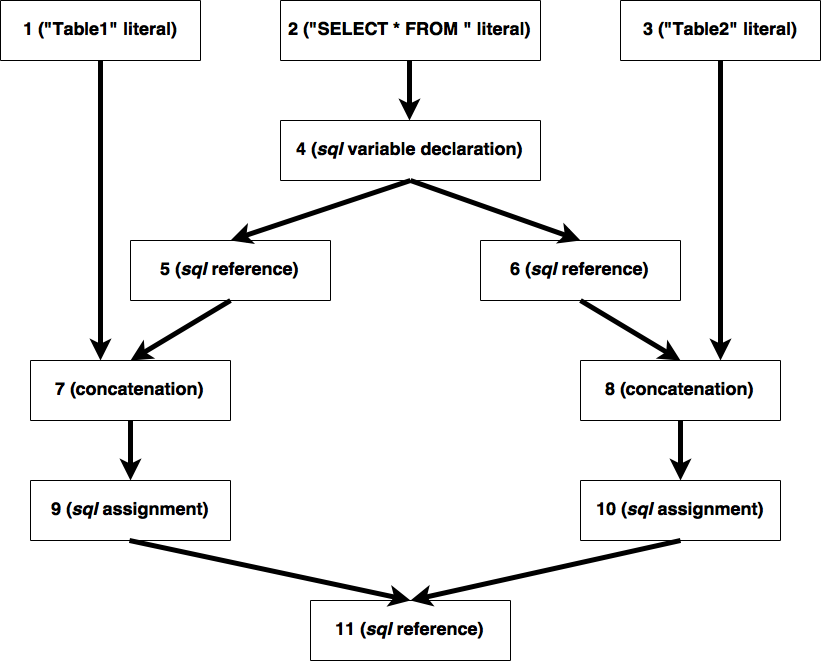 1 ("Table1" literal)
2 ("SELECT * FROM " literal)
3 ("Table2" literal)
4 (sql variable declaration)
5 (sql reference)
6 (sql reference)
7 (concatenation)
8 (concatenation)
9 (sql assignment)
10 (sql assignment)
11 (sql reference)